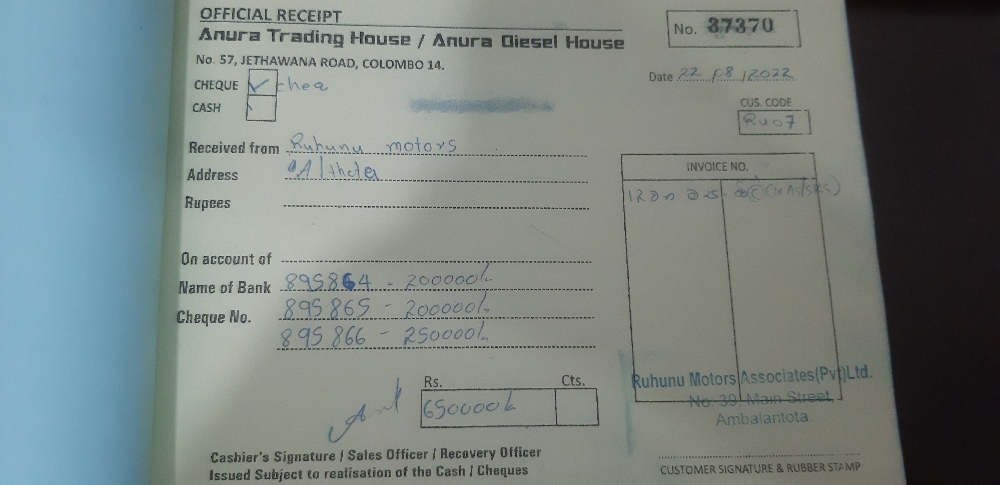 OFFICIAL RECEIPT
Anura Trading House / Anura Diesel House
No. 37370
No. 57, JETHAWANA ROAD, COLOMBO 14.
Date 22/08/2022
CHEQUE ✓ cheq
CASH
CUS. CODE
Ru07
Received from Ruhunu motors
Address
Rupees
INVOICE NO.
On account of
Name of Bank 895864 - 200000/-
Cheque No. 895865 - 200000/-
895866 - 250000/-
Rs. Cts.
650000/-
Ruhunu Motors Associates(Pvt)Ltd.
No. 39, Main Street,
Ambalantota.
Cashier's Signature / Sales Officer / Recovery Officer
Issued Subject to realisation of the Cash / Cheques
CUSTOMER SIGNATURE & RUBBER STAMP